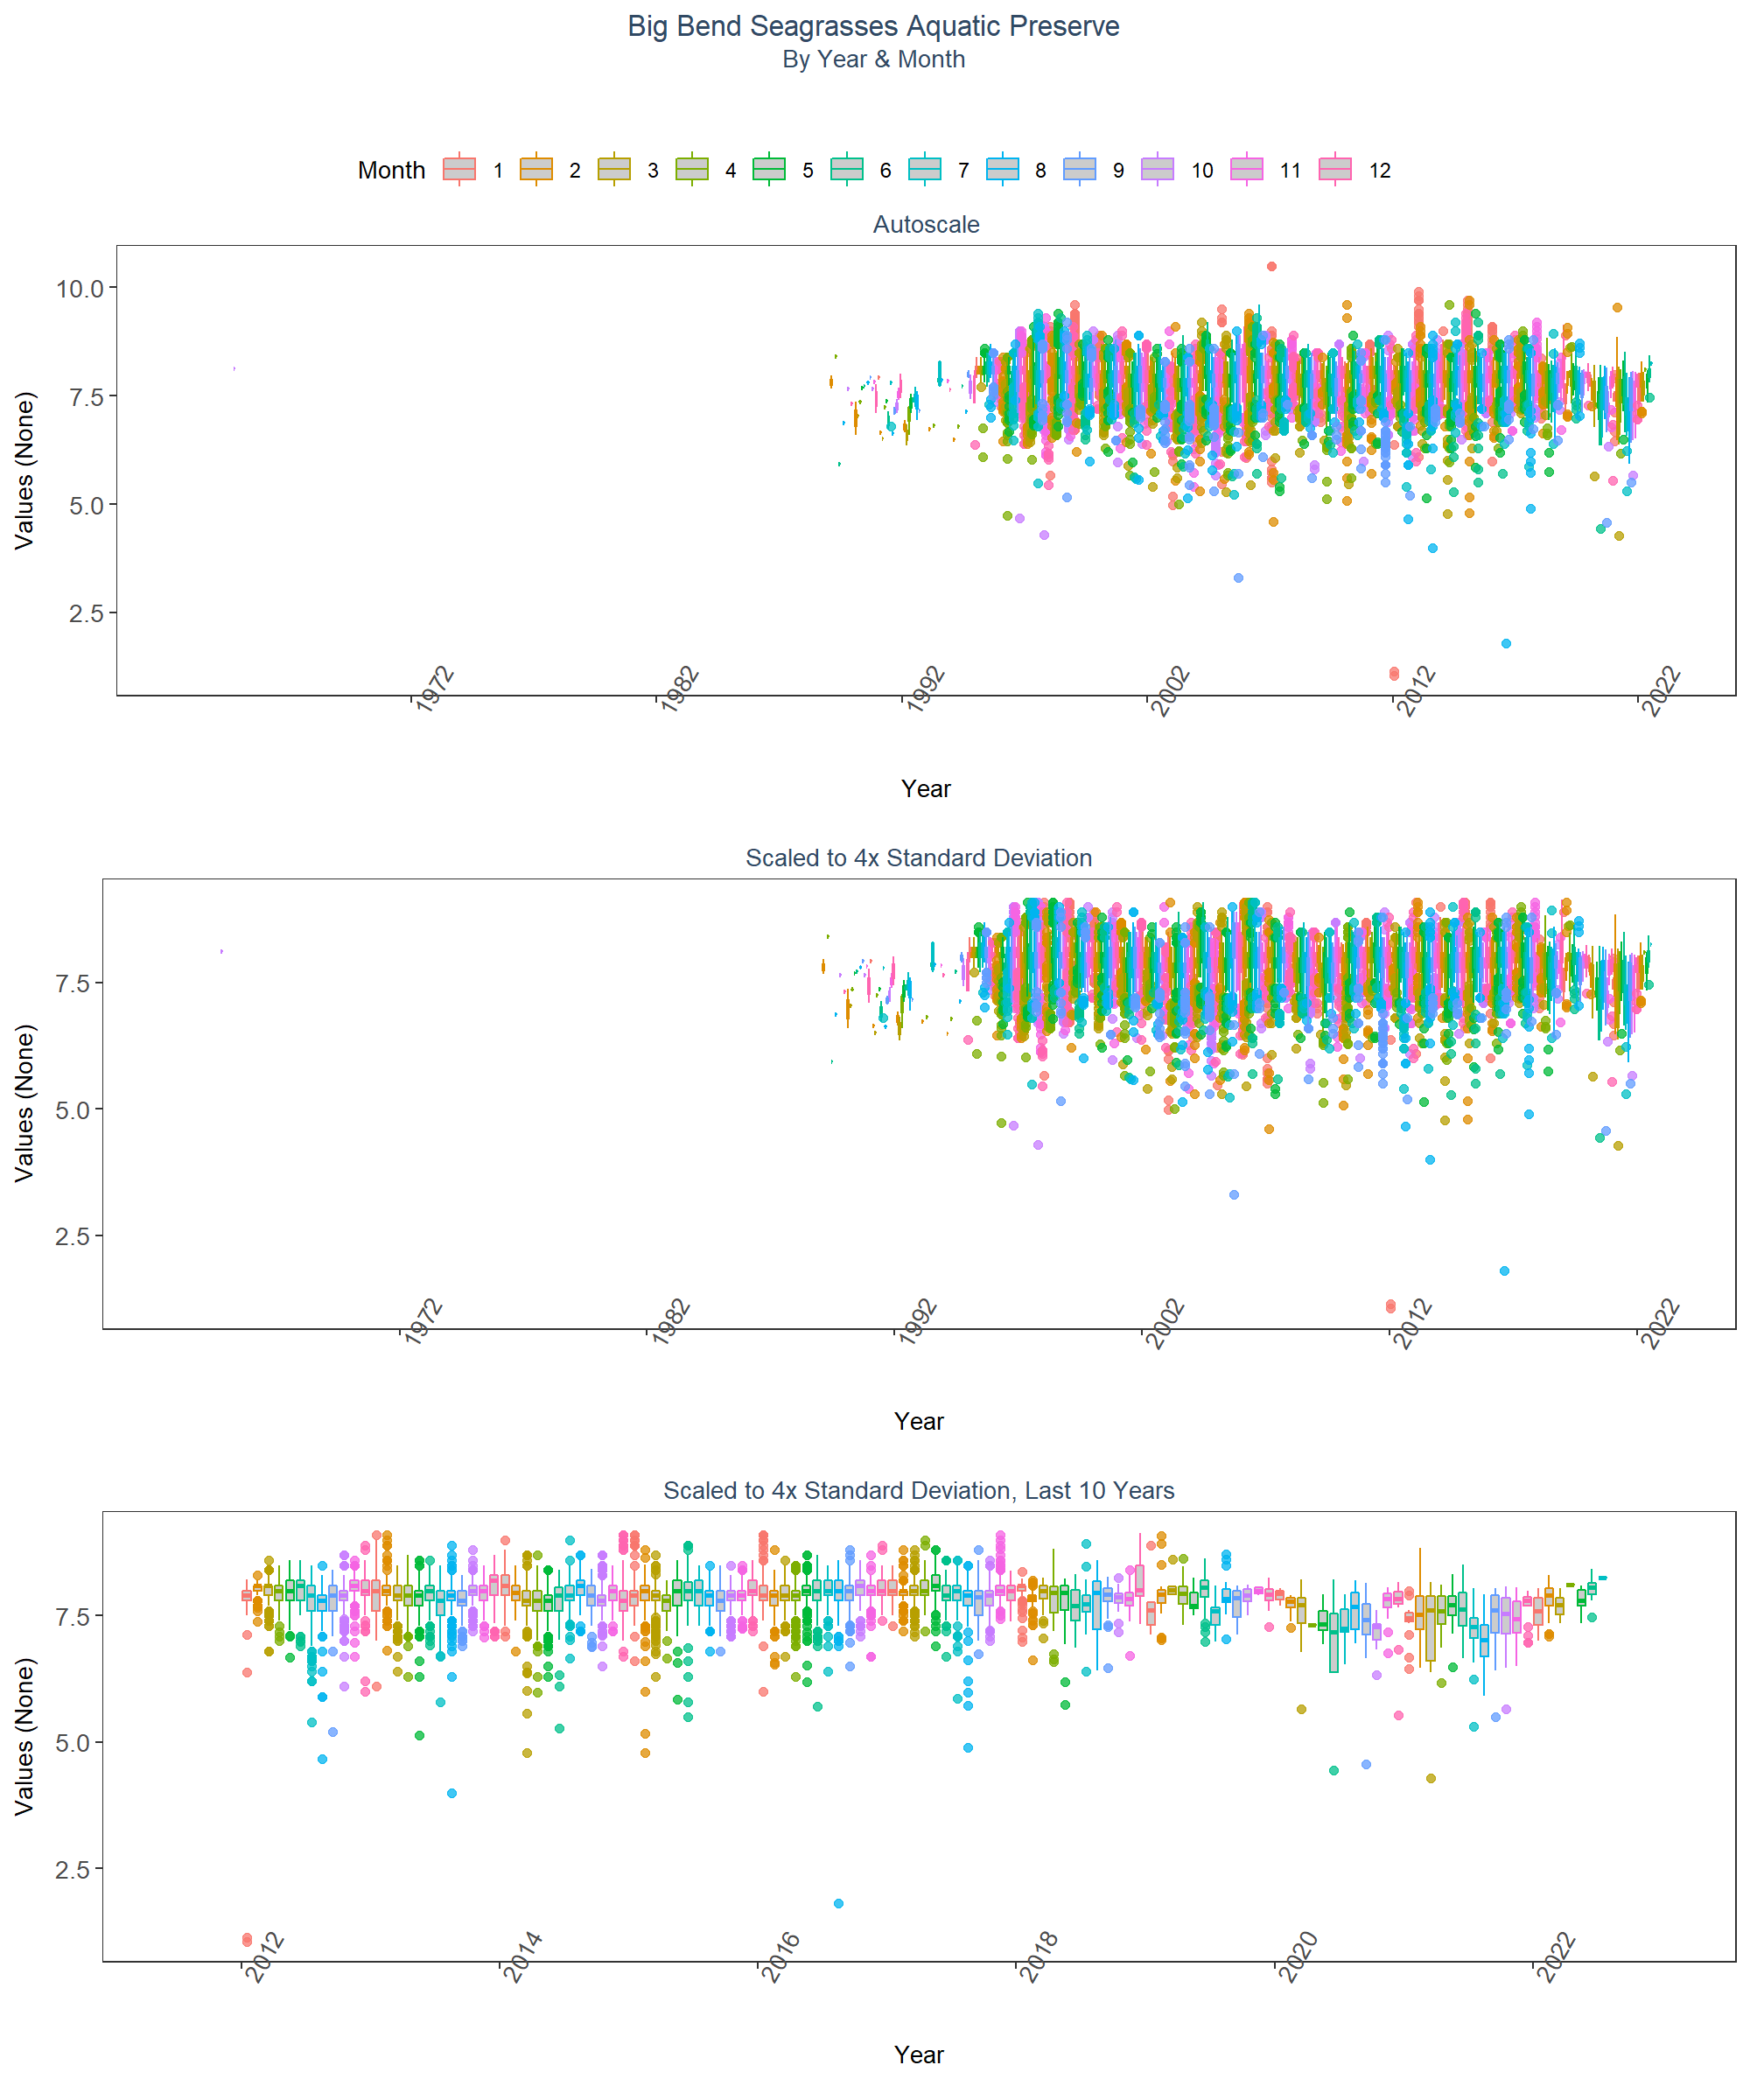 Big Bend Seagrasses Aquatic Preserve
By Year & Month
Month 1 2 3 4 5 6 7 8 9 10 11 12
Autoscale
Values (None)
10.0
7.5
5.0
2.5
1972 1982 1992 2002 2012 2022
Year
Scaled to 4x Standard Deviation
Values (None)
7.5
5.0
2.5
1972 1982 1992 2002 2012 2022
Year
Scaled to 4x Standard Deviation, Last 10 Years
Values (None)
7.5
5.0
2.5
2012 2014 2016 2018 2020 2022
Year